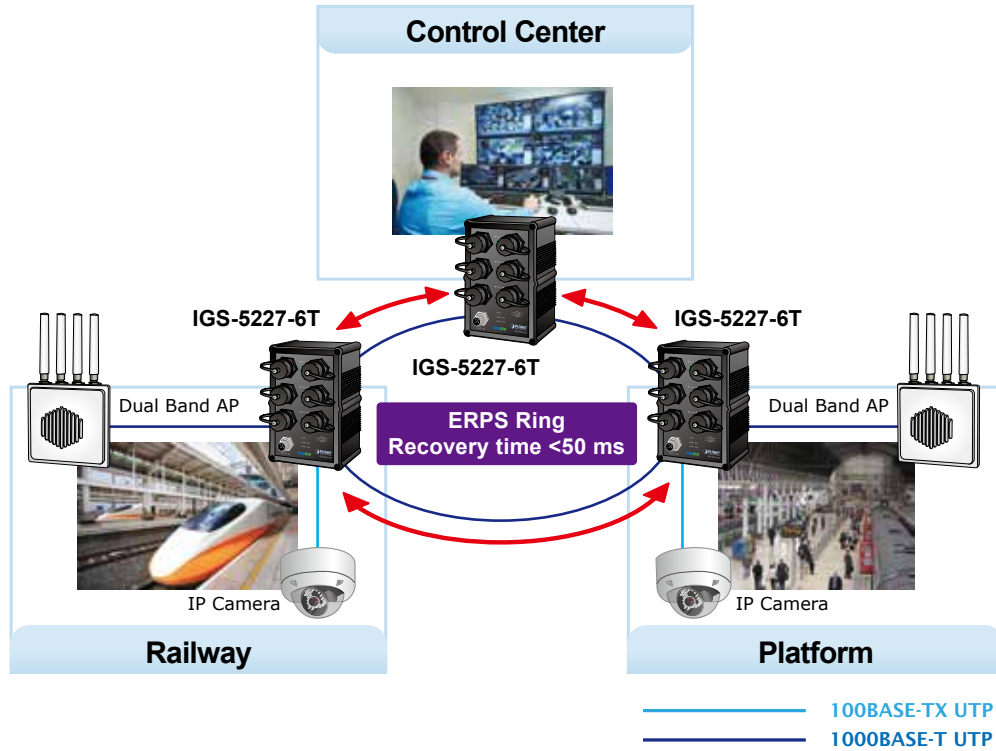 Control Center
IGS-5227-6T
IGS-5227-6T
IGS-5227-6T
Dual Band AP
Dual Band AP
ERPS Ring
Recovery time <50 ms
IP Camera
IP Camera
Railway
Platform
100BASE-TX UTP
1000BASE-T UTP